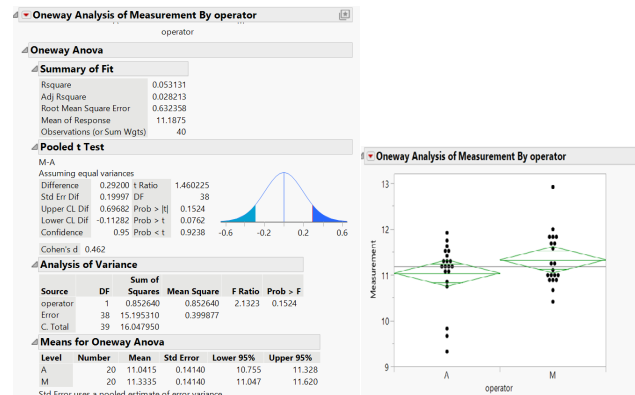 Oneway Analysis of Measurement By operator
operator
Oneway Anova
Summary of Fit
Rsquare 0.053131
Adj Rsquare 0.028213
Root Mean Square Error 0.632358
Mean of Response 11.1875
Observations (or Sum Wgts) 40
Pooled t Test
M-A
Assuming equal variances
Difference 0.29200 t Ratio 1.460225
Std Err Dif 0.19997 DF 38
Upper CL Dif 0.69682 Prob > |t| 0.1524
Lower CL Dif -0.11282 Prob > t 0.0762
Confidence 0.95 Prob < t 0.9238
-0.6 -0.2 0 0.2 0.6
Cohen's d 0.462
Analysis of Variance
Sum of
Source DF Squares Mean Square F Ratio Prob > F
operator 1 0.852640 0.852640 2.1323 0.1524
Error 38 15.195310 0.399877
C. Total 39 16.047950
Means for Oneway Anova
Level Number Mean Std Error Lower 95% Upper 95%
A 20 11.0415 0.14140 10.755 11.328
M 20 11.3335 0.14140 11.047 11.620
Std Error uses a pooled estimate of error variance
Oneway Analysis of Measurement By operator
13
12
11
10
9
Measurement
A M
operator